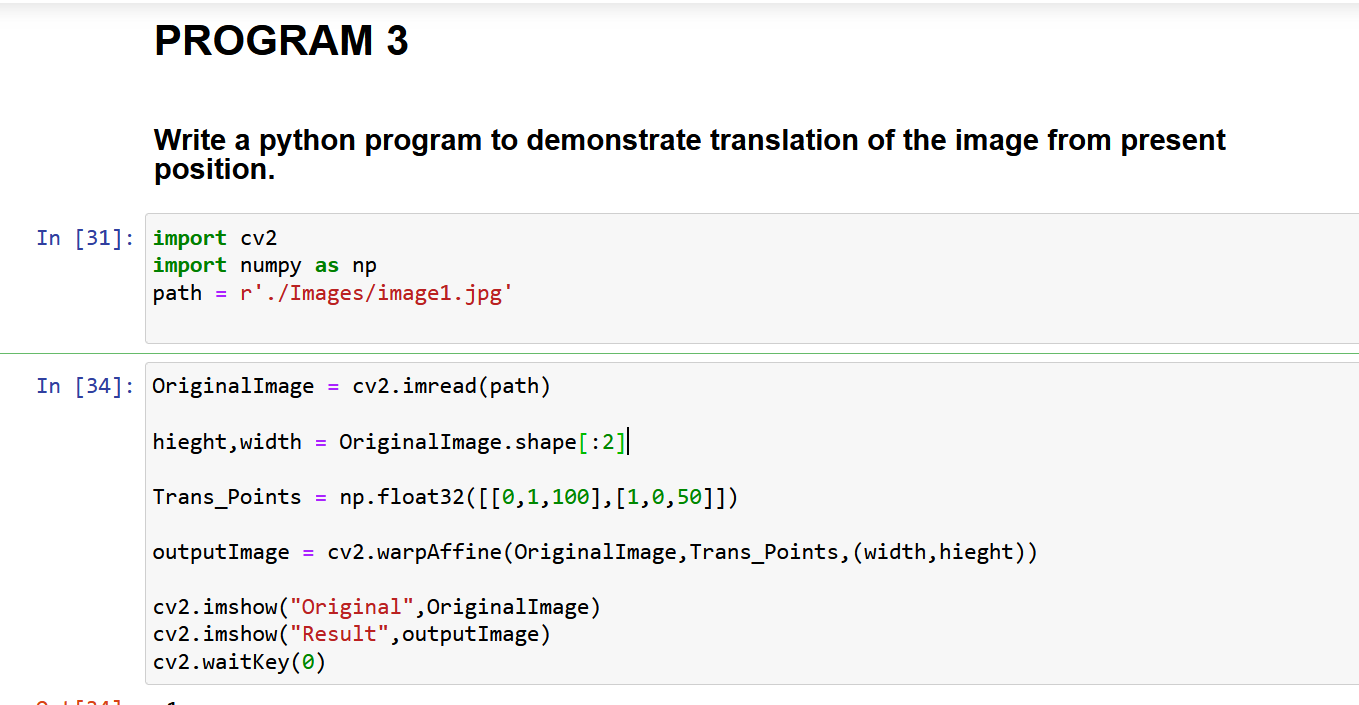 PROGRAM 3
Write a python program to demonstrate translation of the image from present
position.
In [31]:
import cv2
import numpy as np
path = r'./Images/image1.jpg'
In [34]:
OriginalImage = cv2.imread(path)
hieght,width = OriginalImage.shape[:2]
Trans_Points = np.float32([[0,1,100],[1,0,50]])
outputImage = cv2.warpAffine(OriginalImage,Trans_Points,(width,hieght))
cv2.imshow("Original",OriginalImage)
cv2.imshow("Result",outputImage)
cv2.waitKey(0)